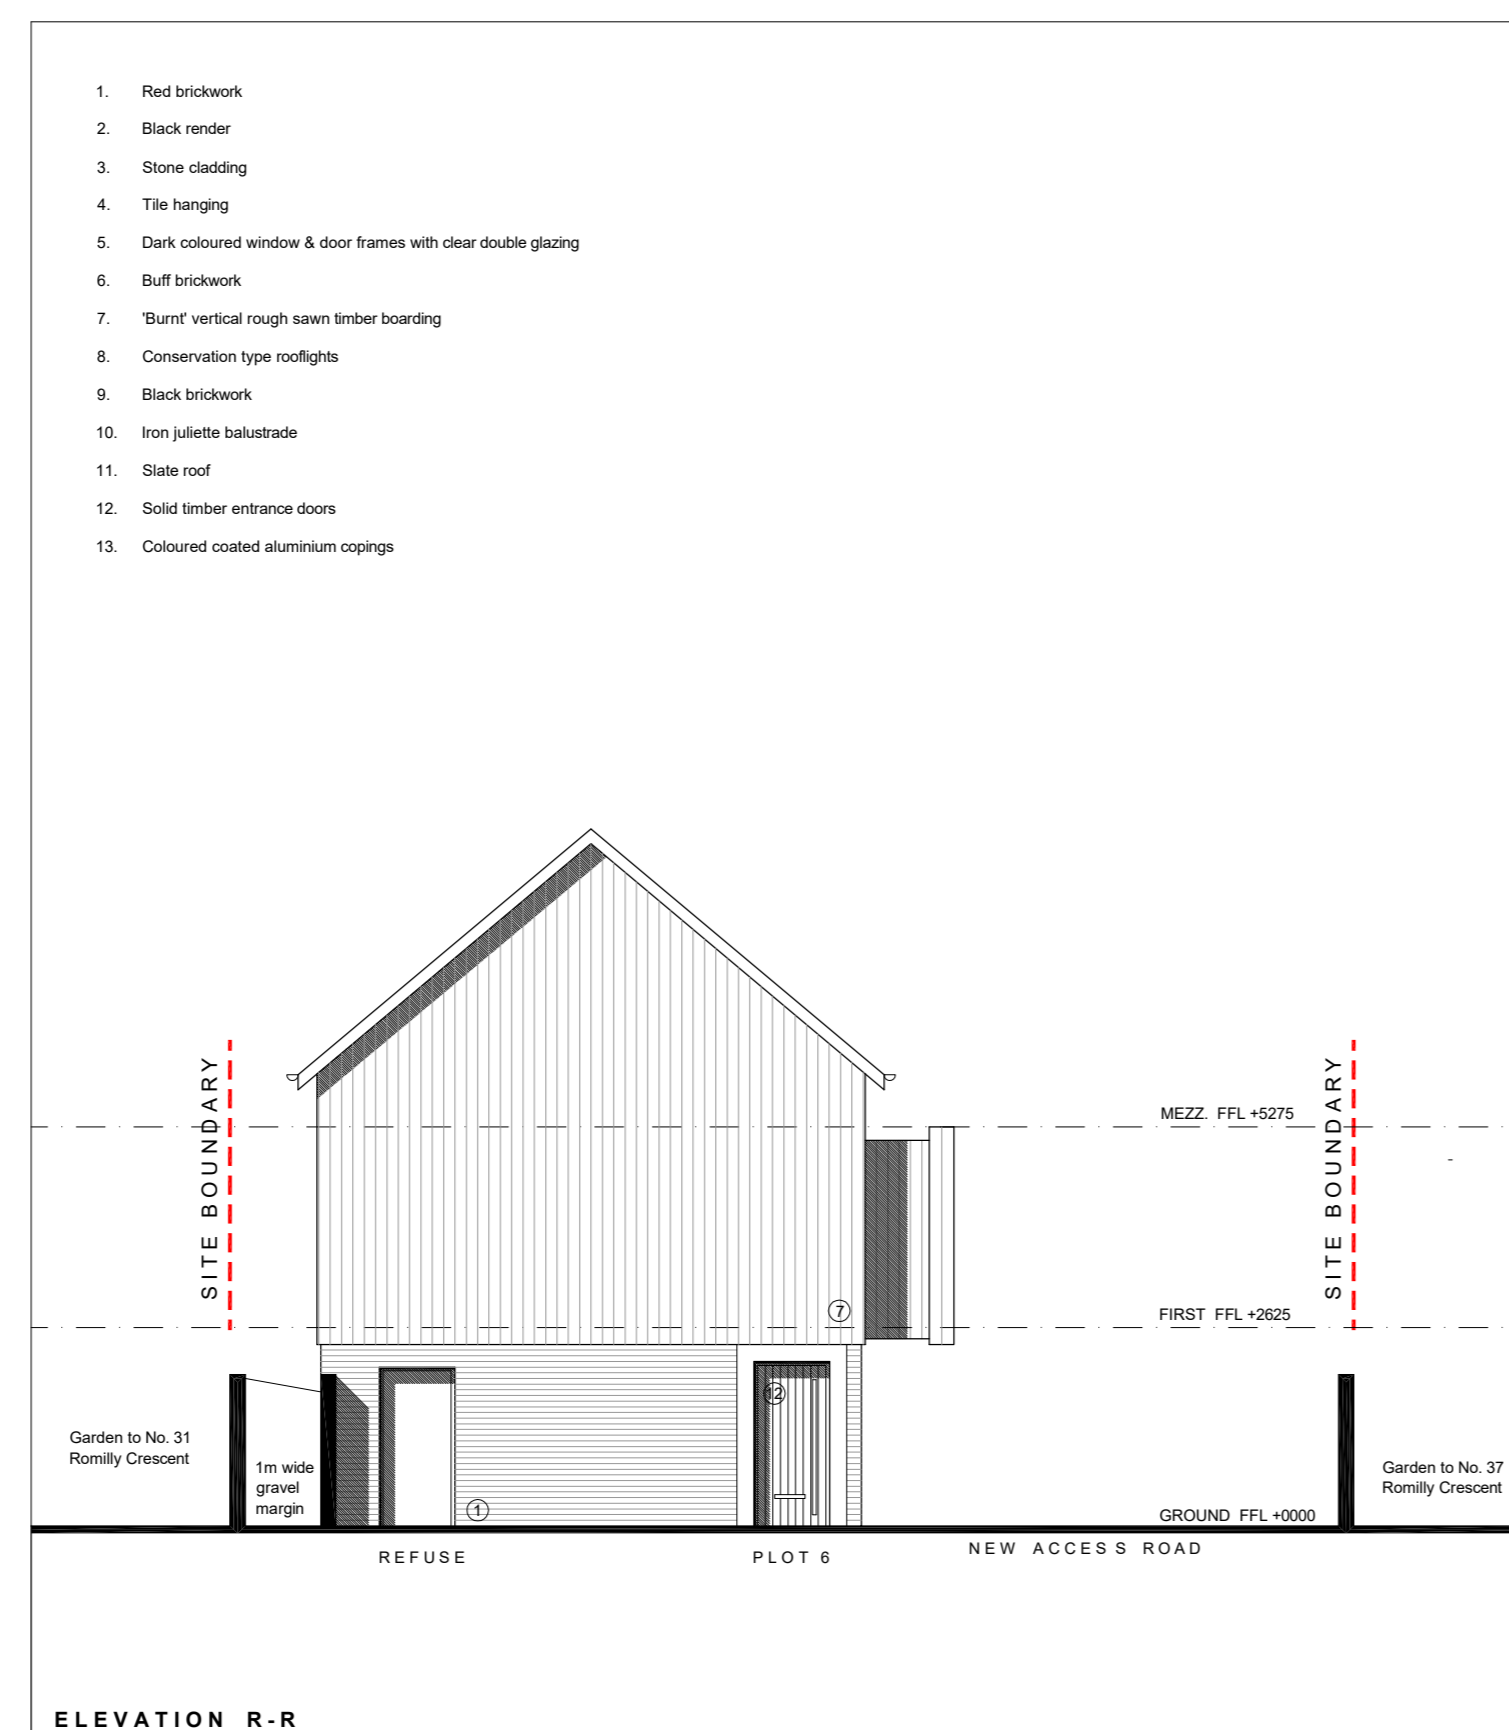 1. Red brickwork
2. Black render
3. Stone cladding
4. Tile hanging
5. Dark coloured window & door frames with clear double glazing
6. Buff brickwork
7. 'Burnt' vertical rough sawn timber boarding
8. Conservation type rooflights
9. Black brickwork
10. Iron juliette balustrade
11. Slate roof
12. Solid timber entrance doors
13. Coloured coated aluminium copings
SITE BOUNDARY
SITE BOUNDARY
MEZZ. FFL +5275
FIRST FFL +2625
7
12
1
Garden to No. 31
Romilly Crescent
1m wide
gravel
margin
Garden to No. 37
Romilly Crescent
GROUND FFL +0000
REFUSE
PLOT 6
NEW ACCESS ROAD
ELEVATION R-R